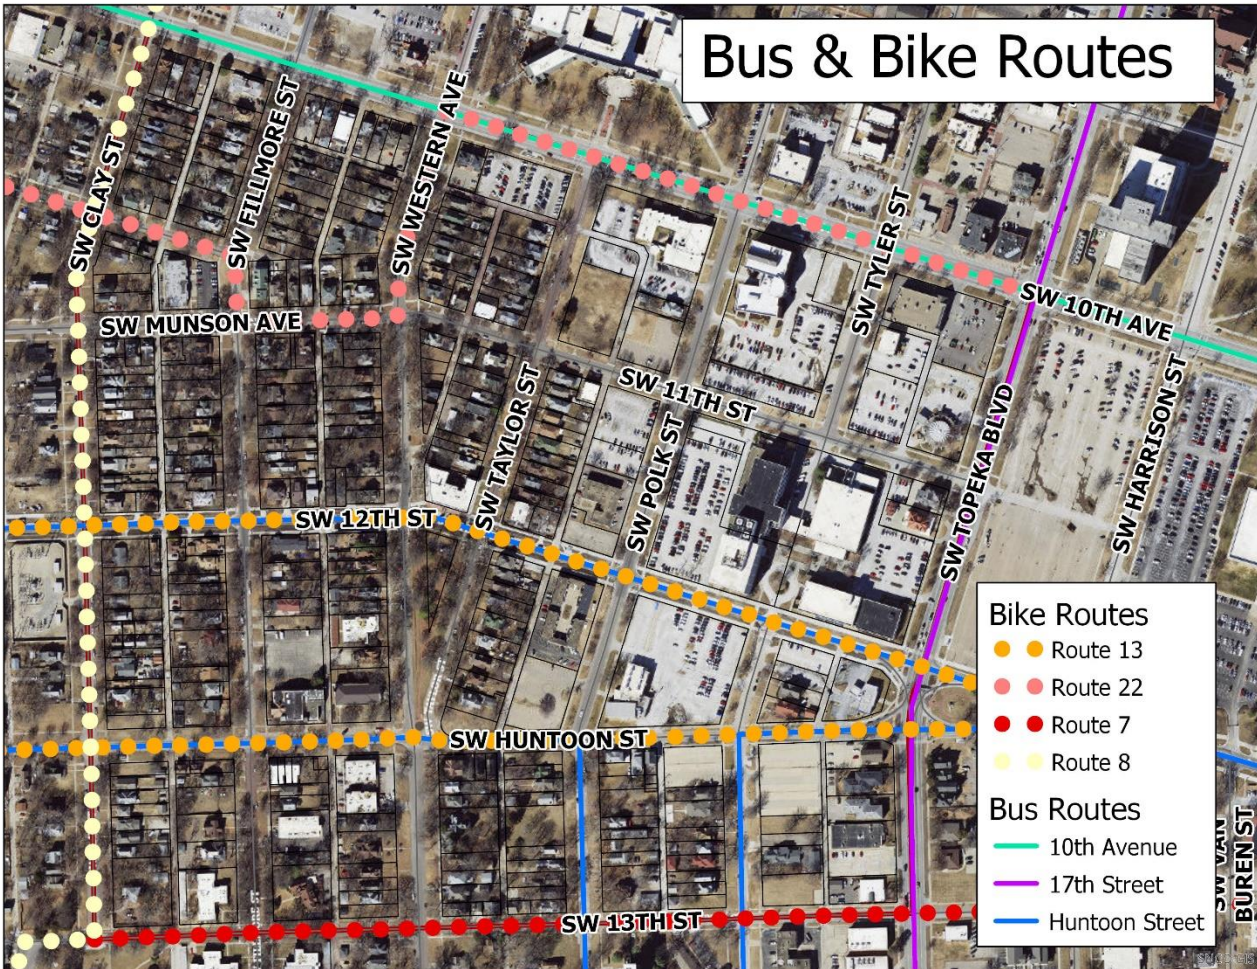 Bus & Bike Routes
SW CLAY ST
SW FILLMORE ST
SW WESTERN AVE
SW TYLER ST
SW 10TH AVE
SW MUNSON AVE
SW 11TH ST
SW TAYLOR ST
SW POLK ST
SW TOPEKA BLVD
SW HARRISON ST
SW 12TH ST
SW HUNTOON ST
SW 13TH ST
SW VAN
BUREN ST
Bike Routes
Route 13
Route 22
Route 7
Route 8
Bus Routes
10th Avenue
17th Street
Huntoon Street